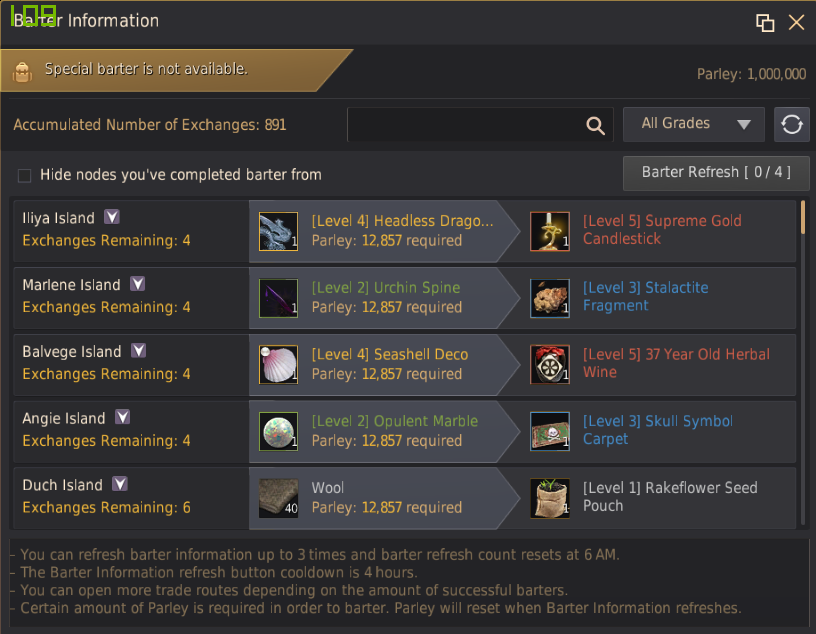 109
Barter Information
Special barter is not available.
Parley: 1,000,000
Accumulated Number of Exchanges: 891
All Grades
Hide nodes you've completed barter from
Barter Refresh [ 0 / 4 ]
Iliya Island
Exchanges Remaining: 4
1
[Level 4] Headless Drago...
Parley: 12,857 required
1
[Level 5] Supreme Gold
Candlestick
Marlene Island
Exchanges Remaining: 4
1
[Level 2] Urchin Spine
Parley: 12,857 required
1
[Level 3] Stalactite
Fragment
Balvege Island
Exchanges Remaining: 4
1
[Level 4] Seashell Deco
Parley: 12,857 required
1
[Level 5] 37 Year Old Herbal
Wine
Angie Island
Exchanges Remaining: 4
1
[Level 2] Opulent Marble
Parley: 12,857 required
1
[Level 3] Skull Symbol
Carpet
Duch Island
Exchanges Remaining: 6
40
Wool
Parley: 12,857 required
1
[Level 1] Rakeflower Seed
Pouch
- You can refresh barter information up to 3 times and barter refresh count resets at 6 AM.
- The Barter Information refresh button cooldown is 4 hours.
- You can open more trade routes depending on the amount of successful barters.
- Certain amount of Parley is required in order to barter. Parley will reset when Barter Information refreshes.